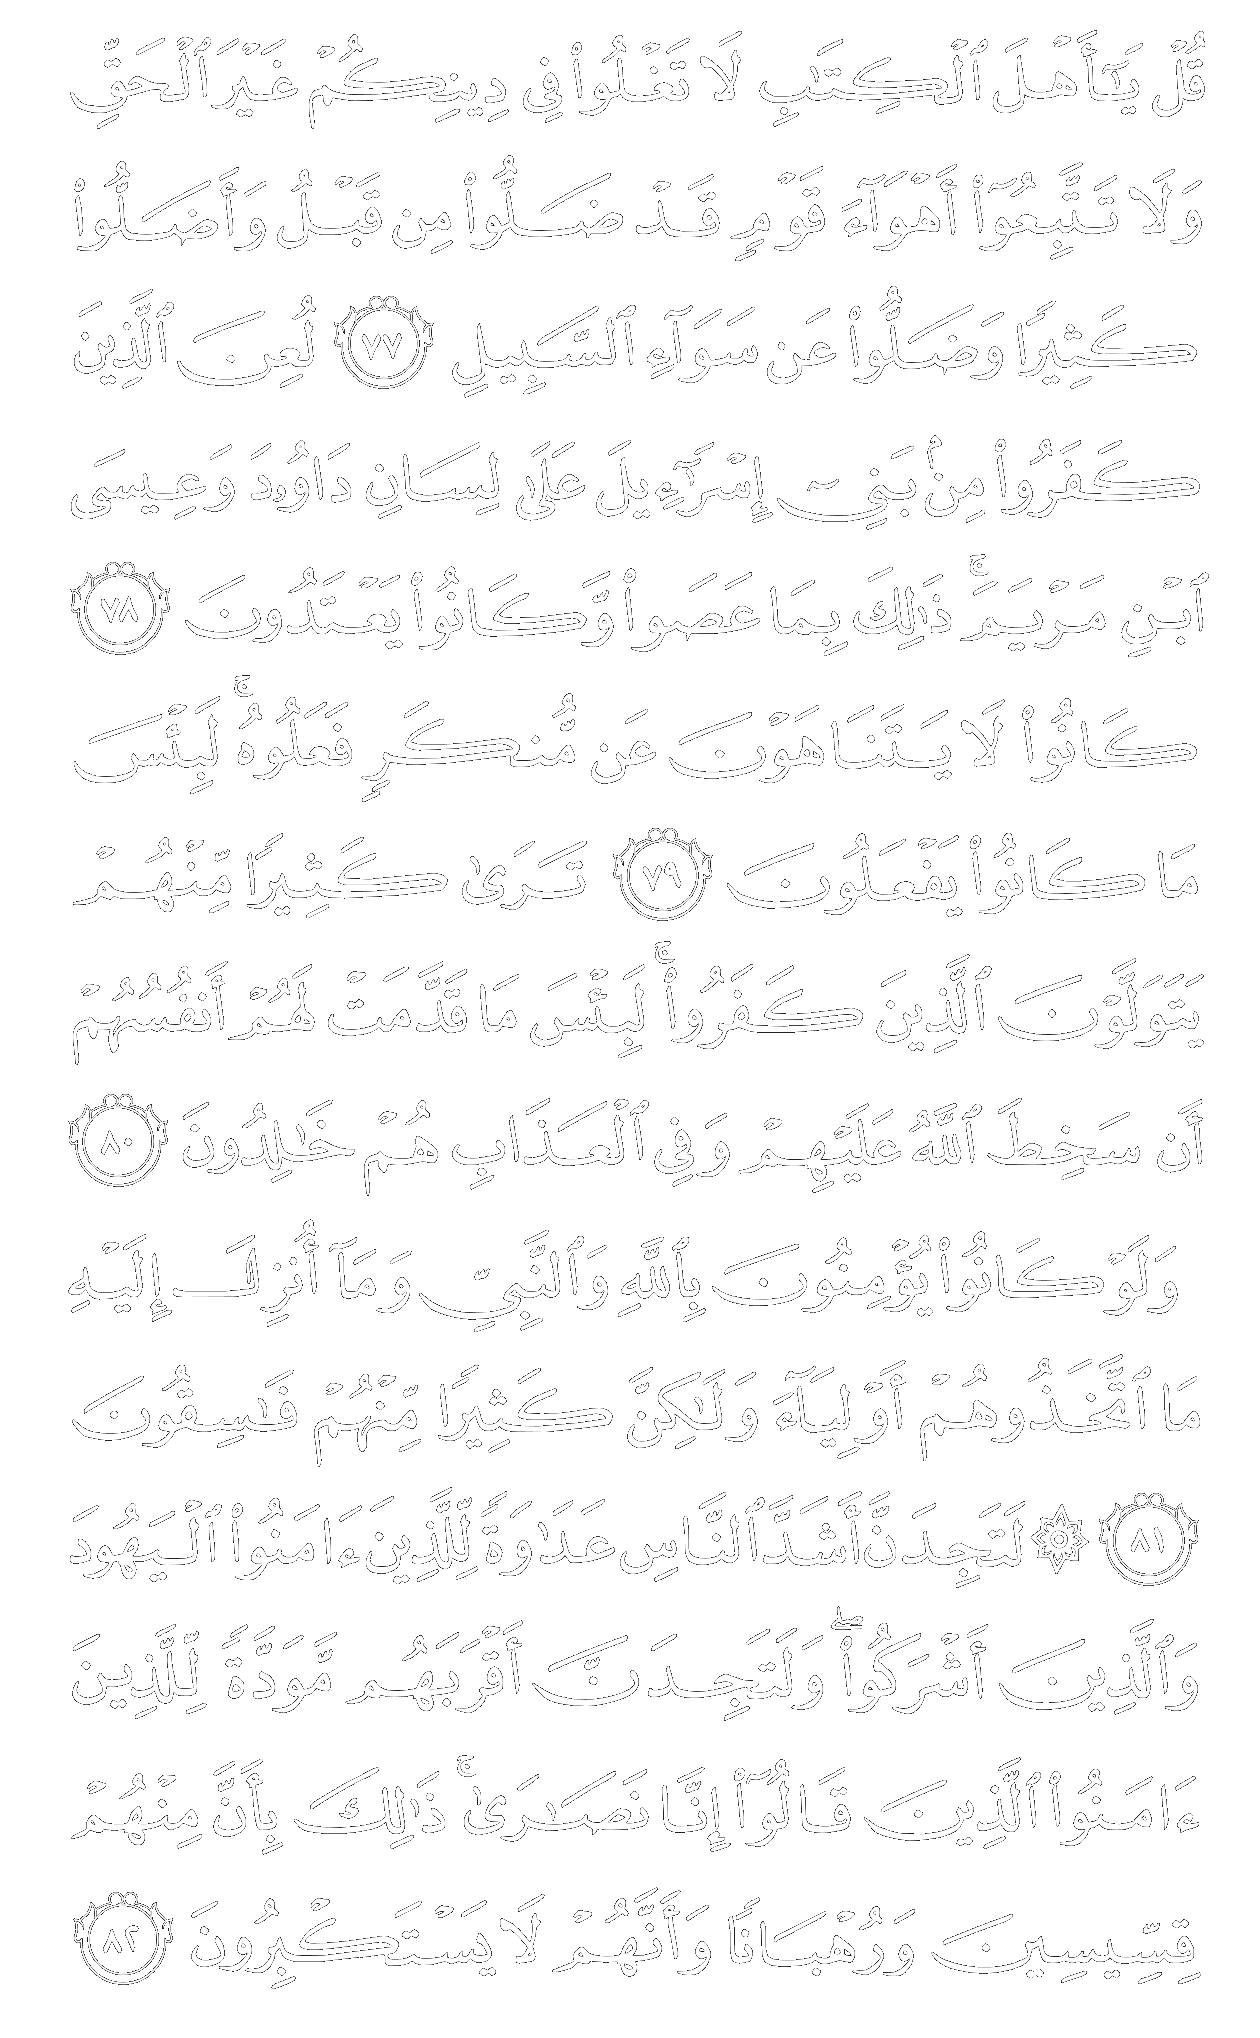 قُلْ يَـٰٓأَهْلَ ٱلْكِتَـٰبِ لَا تَغْلُوا۟ فِى دِينِكُمْ غَيْرَ ٱلْحَقِّ
وَلَا تَتَّبِعُوٓا۟ أَهْوَآءَ قَوْمٍ قَدْ ضَلُّوا۟ مِن قَبْلُ وَأَضَلُّوا۟
كَثِيرًا وَضَلُّوا۟ عَن سَوَآءِ ٱلسَّبِيلِ ٧٧ لُعِنَ ٱلَّذِينَ
كَفَرُوا۟ مِنۢ بَنِىٓ إِسْرَٰٓءِيلَ عَلَىٰ لِسَانِ دَاوُۥدَ وَعِيسَى
ٱبْنِ مَرْيَمَ ۚ ذَٰلِكَ بِمَا عَصَوا۟ وَّكَانُوا۟ يَعْتَدُونَ ٧٨
كَانُوا۟ لَا يَتَنَاهَوْنَ عَن مُّنكَرٍ فَعَلُوهُ ۚ لَبِئْسَ
مَا كَانُوا۟ يَفْعَلُونَ ٧٩ تَرَىٰ كَثِيرًا مِّنْهُمْ
يَتَوَلَّوْنَ ٱلَّذِينَ كَفَرُوا۟ ۚ لَبِئْسَ مَا قَدَّمَتْ لَهُمْ أَنفُسُهُمْ
أَن سَخِطَ ٱللَّهُ عَلَيْهِمْ وَفِى ٱلْعَذَابِ هُمْ خَـٰلِدُونَ ٨٠
وَلَوْ كَانُوا۟ يُؤْمِنُونَ بِٱللَّهِ وَٱلنَّبِىِّ وَمَآ أُنزِلَ إِلَيْهِ
مَا ٱتَّخَذُوهُمْ أَوْلِيَآءَ وَلَـٰكِنَّ كَثِيرًا مِّنْهُمْ فَـٰسِقُونَ
٨١ ۞ لَتَجِدَنَّ أَشَدَّ ٱلنَّاسِ عَدَٰوَةً لِّلَّذِينَ ءَامَنُوا۟ ٱلْيَهُودَ
وَٱلَّذِينَ أَشْرَكُوا۟ ۖ وَلَتَجِدَنَّ أَقْرَبَهُم مَّوَدَّةً لِّلَّذِينَ
ءَامَنُوا۟ ٱلَّذِينَ قَالُوٓا۟ إِنَّا نَصَـٰرَىٰ ۚ ذَٰلِكَ بِأَنَّ مِنْهُمْ
قِسِّيسِينَ وَرُهْبَانًا وَأَنَّهُمْ لَا يَسْتَكْبِرُونَ ٨٢